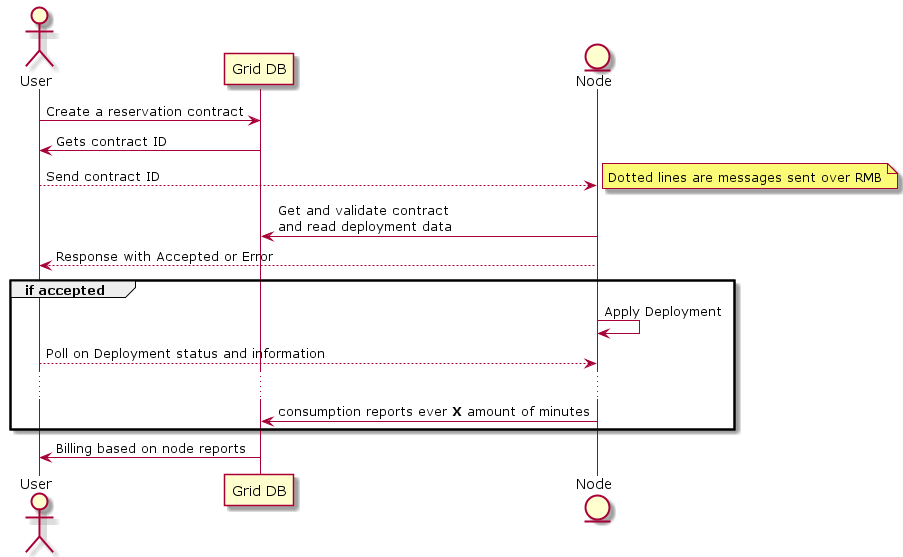 User
Grid DB
Node
Create a reservation contract
Gets contract ID
Send contract ID
Dotted lines are messages sent over RMB
Get and validate contract
and read deployment data
Response with Accepted or Error
if accepted
Apply Deployment
Poll on Deployment status and information
consumption reports ever X amount of minutes
Billing based on node reports
User
Grid DB
Node